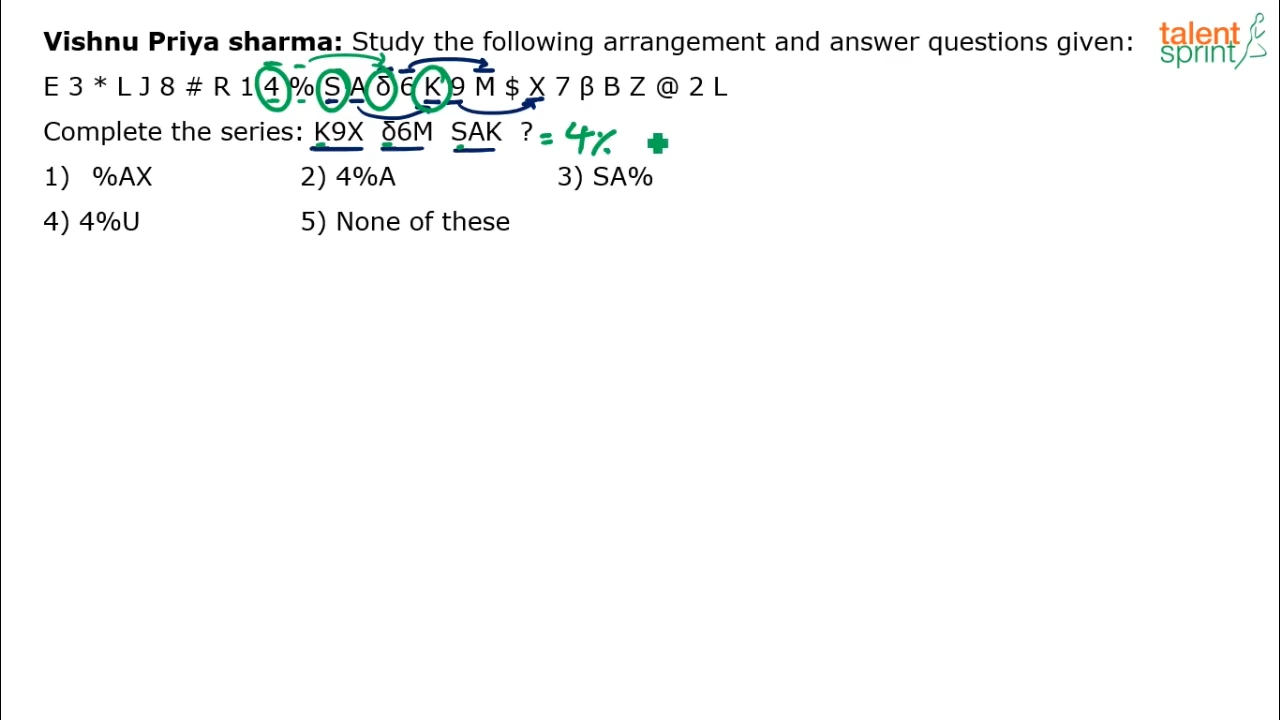 Vishnu Priya sharma: Study the following arrangement and answer questions given:
talent
sprint
E 3 * L J 8 # R 1 4 % S A δ 6 K 9 M $ X 7 β B Z @ 2 L
Complete the series: K9X δ6M SAK ? = 4%
1) %AX 2) 4%A 3) SA%
4) 4%U 5) None of these